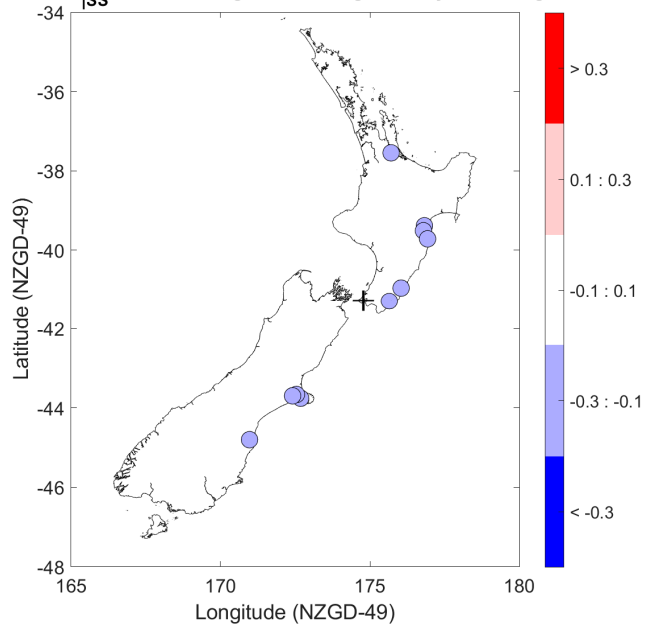 |ss
-34
-36
-38
-40
-42
-44
-46
-48
165
170
175
180
Latitude (NZGD-49)
Longitude (NZGD-49)
> 0.3
0.1 : 0.3
-0.1 : 0.1
-0.3 : -0.1
< -0.3